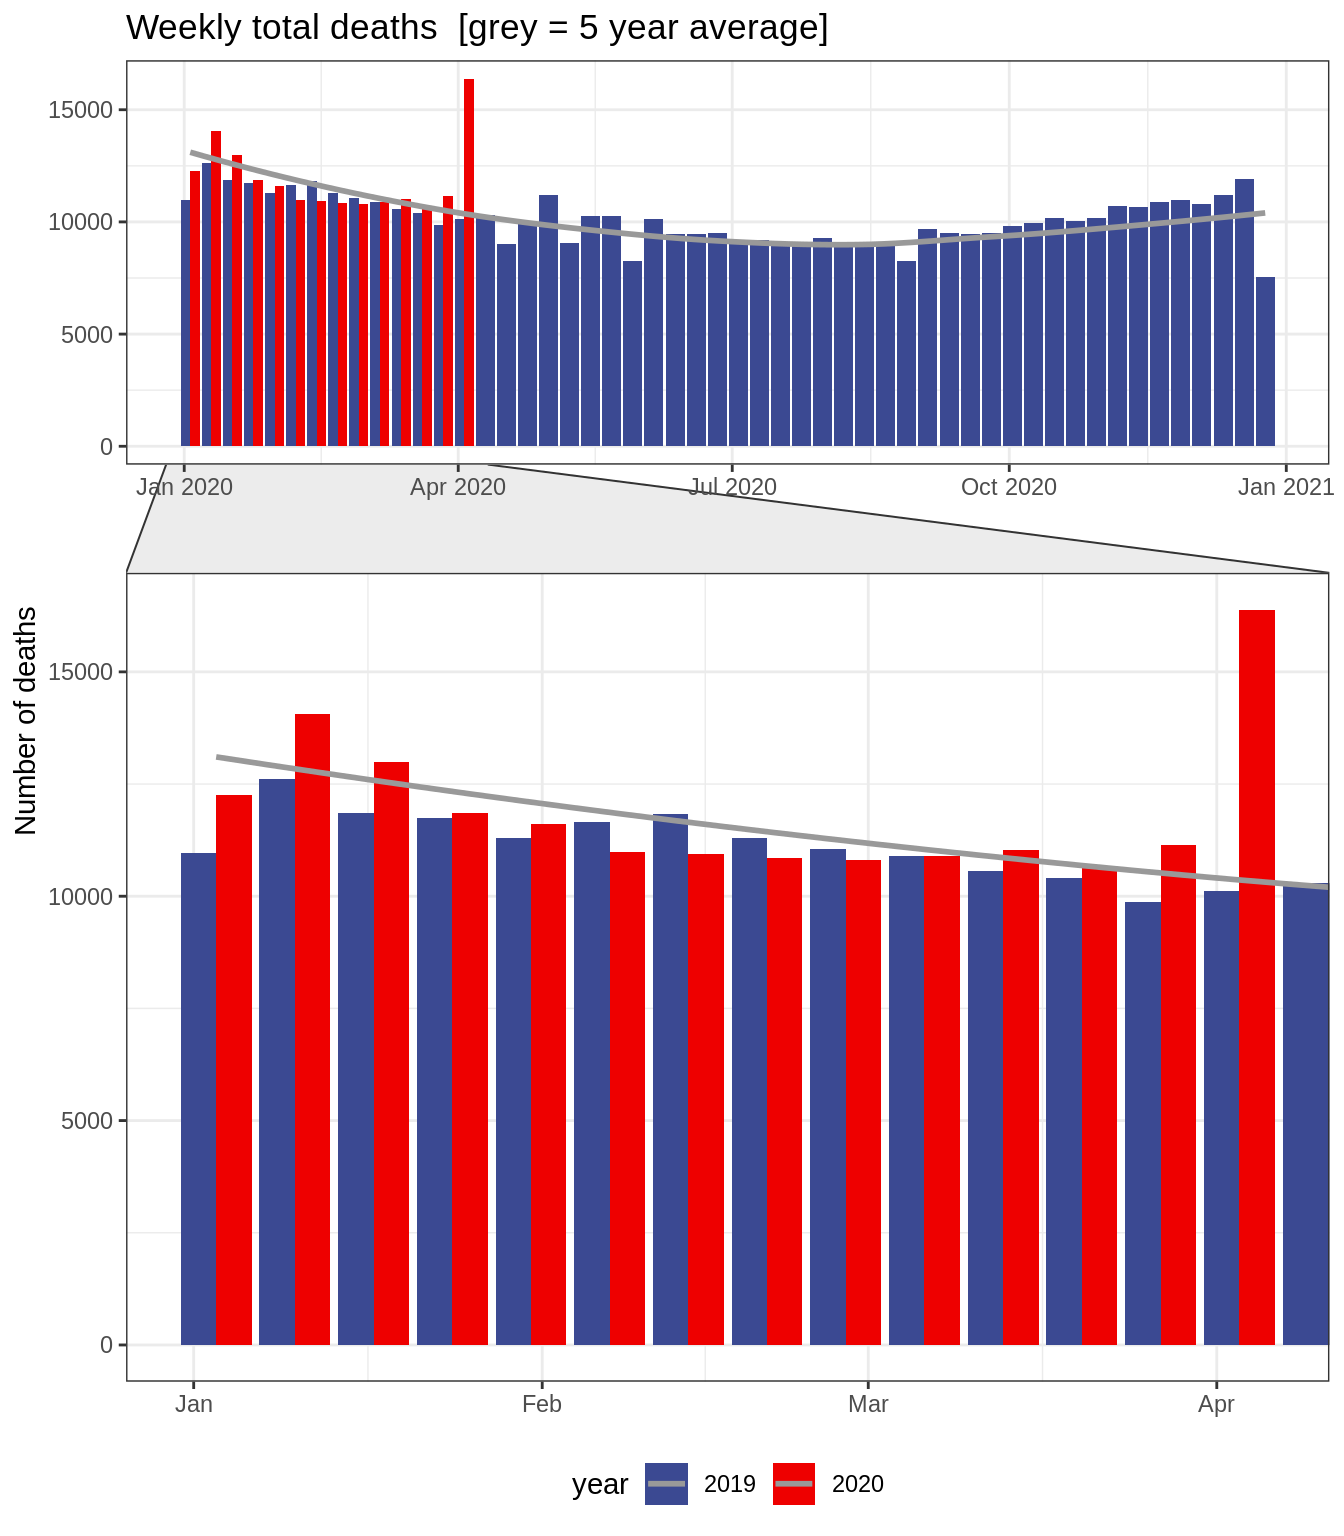 Weekly total deaths  [grey = 5 year average]
15000
10000
5000
0
Jan 2020
Apr 2020
Jul 2020
Oct 2020
Jan 2021
Number of deaths
15000
10000
5000
0
Jan
Feb
Mar
Apr
year
2019
2020